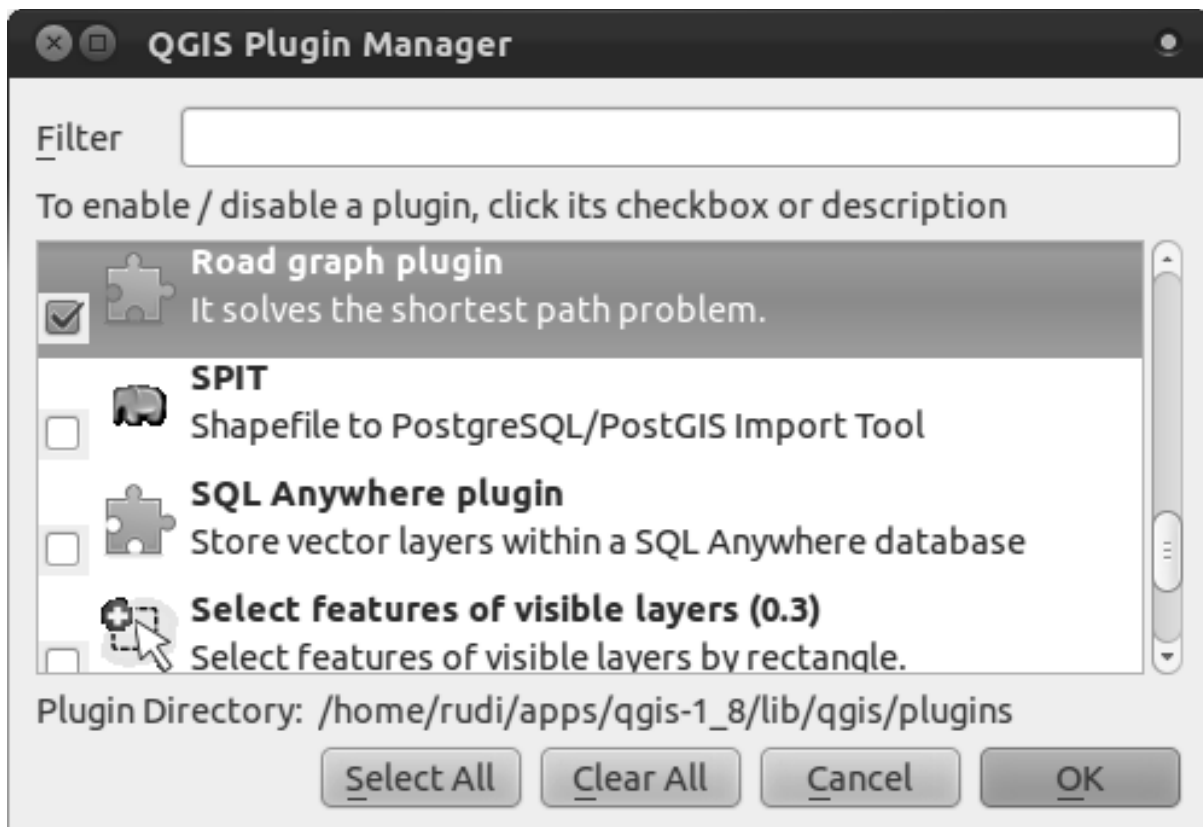 QGIS Plugin Manager
Filter
To enable / disable a plugin, click its checkbox or description
Road graph plugin
It solves the shortest path problem.
SPIT
Shapefile to PostgreSQL/PostGIS Import Tool
SQL Anywhere plugin
Store vector layers within a SQL Anywhere database
Select features of visible layers (0.3)
Select features of visible layers by rectangle.
Plugin Directory: /home/rudi/apps/qgis-1_8/lib/qgis/plugins
Select All Clear All Cancel OK